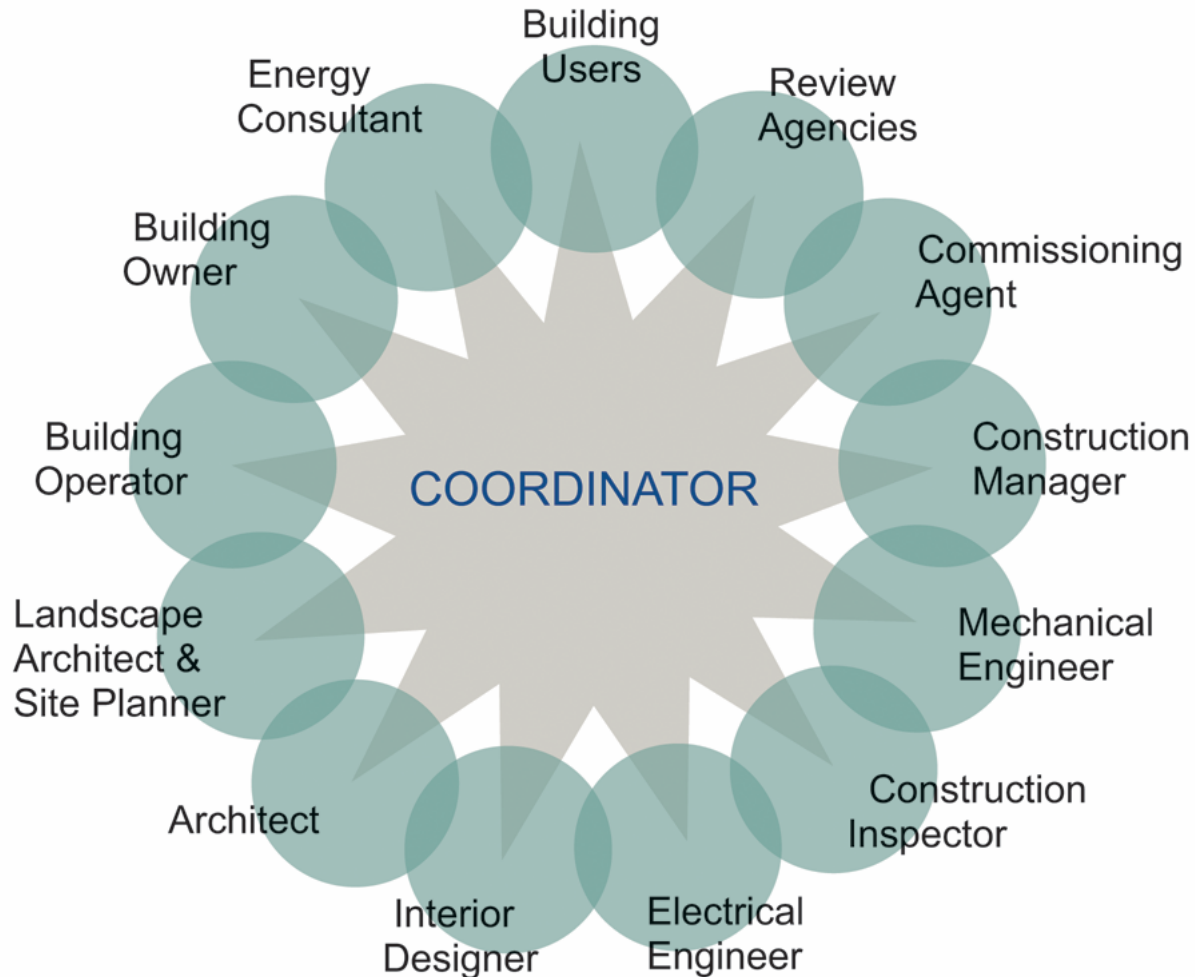 Building
Users
Energy
Consultant
Review
Agencies
Building
Owner
Commissioning
Agent
Building
Operator
Construction
Manager
COORDINATOR
Landscape
Architect &
Site Planner
Mechanical
Engineer
Architect
Construction
Inspector
Interior
Designer
Electrical
Engineer